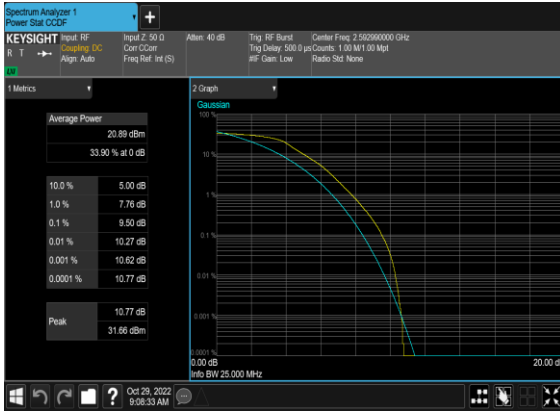 Spectrum Analyzer 1
Power Stat CCDF
KEYSIGHT
R T
Input: RF
Coupling: DC
Align: Auto
Input Z: 50 Ω
Corr CCorr
Freq Ref: Int (S)
Atten: 40 dB
Trig: RF Burst
Trig Delay: 500.0 µs
#IF Gain: Low
Center Freq: 2.592990000 GHz
Counts: 1.00 M/1.00 Mpt
Radio Std: None
1 Metrics
Average Power
20.89 dBm
33.90 % at 0 dB
10.0 % 5.00 dB
1.0 % 7.76 dB
0.1 % 9.50 dB
0.01 % 10.27 dB
0.001 % 10.62 dB
0.0001 % 10.77 dB
Peak
10.77 dB
31.66 dBm
2 Graph
Gaussian
100 %
10 %
1 %
0.1 %
0.01 %
0.001 %
0.0001 %
0.00 dB
20.00 d
Info BW 25.000 MHz
?
Oct 29, 2022
9:08:33 AM